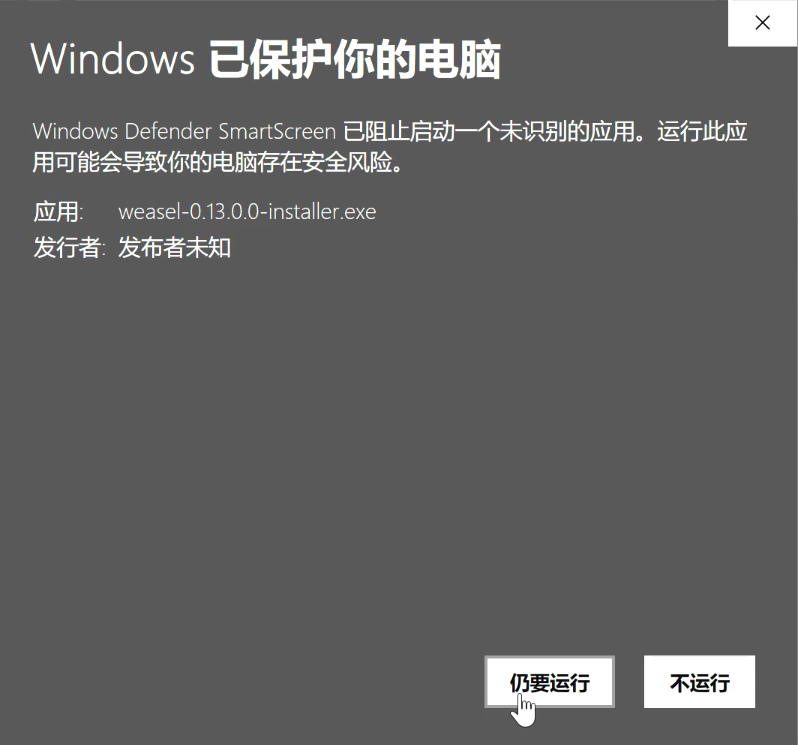 Windows 已保护你的电脑
Windows Defender SmartScreen 已阻止启动一个未识别的应用。运行此应
用可能会导致你的电脑存在安全风险。
应用: weasel-0.13.0.0-installer.exe
发行者: 发布者未知
仍要运行 不运行